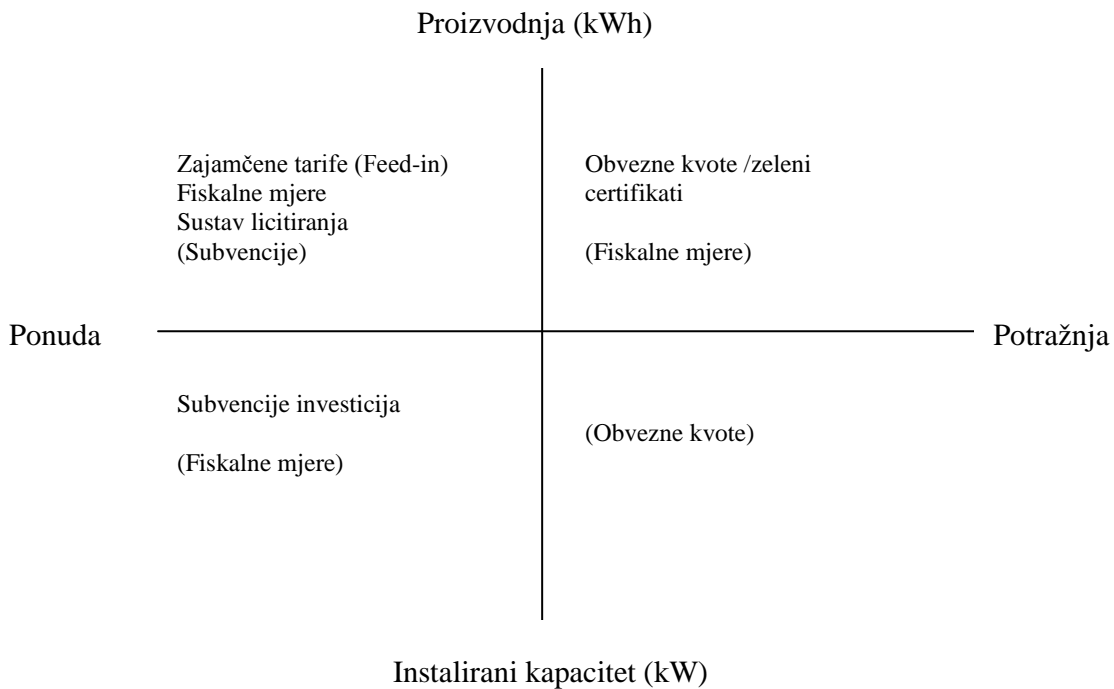 Proizvodnja (kWh)
Zajamčene tarife (Feed-in)
Fiskalne mjere
Sustav licitiranja
(Subvencije)
Obvezne kvote /zeleni
certifikati
(Fiskalne mjere)
Ponuda
Potražnja
Subvencije investicija
(Fiskalne mjere)
(Obvezne kvote)
Instalirani kapacitet (kW)